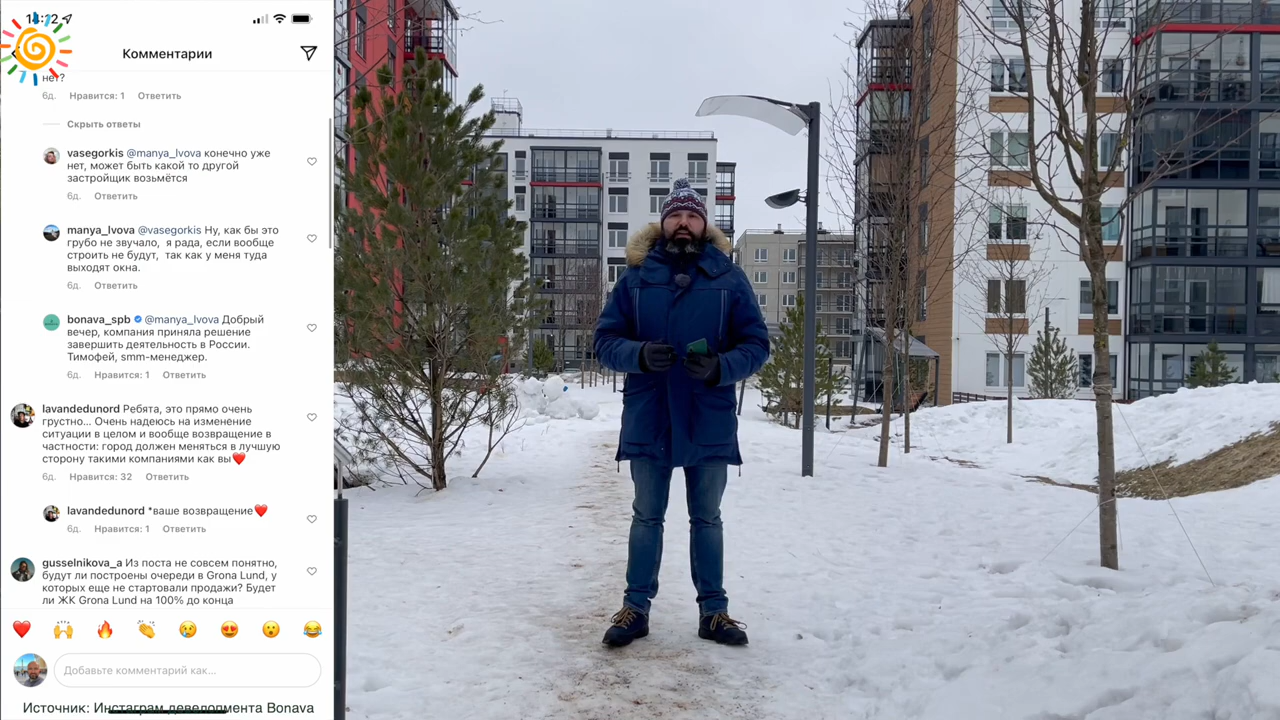 Комментарии
нет?
6д. Нравится: 1 Ответить
Скрыть ответы
vasegorkis @manya_lvova конечно уже
нет, может быть какой то другой
застройщик возьмётся
6д. Ответить
manya_lvova @vasegorkis Ну, как бы это
грубо не звучало, я рада, если вообще
строить не будут, так как у меня туда
выходят окна.
6д. Ответить
bonava_spb @manya_lvova Добрый
вечер, компания приняла решение
завершить деятельность в России.
Тимофей, smm-менеджер.
6д. Нравится: 1 Ответить
lavandedunord Ребята, это прямо очень
грустно... Очень надеюсь на изменение
ситуации в целом и вообще возвращение в
частности: город должен меняться в лучшую
сторону такими компаниями как вы❤️
6д. Нравится: 32 Ответить
lavandedunord *ваше возвращение❤️
6д. Нравится: 1 Ответить
gusselnikova_a Из поста не совсем понятно,
будут ли построены очереди в Grona Lund, у
которых еще не стартовали продажи? Будет
ли ЖК Grona Lund на 100% до конца
Добавьте комментарий как...
Источник: Инстаграм девелопмента Bonava